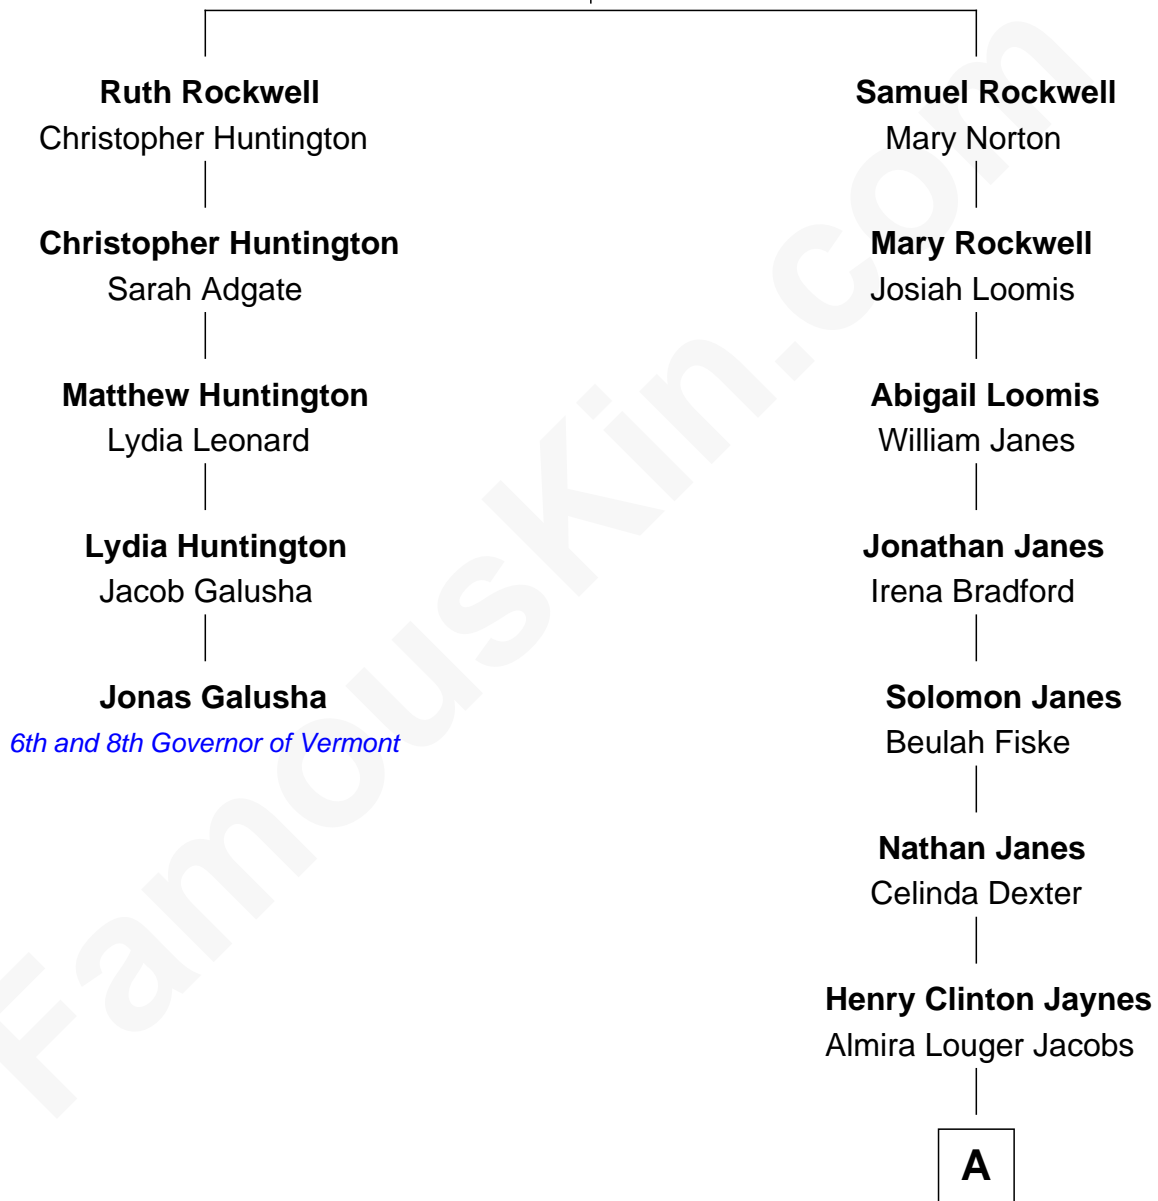 Ruth Rockwell
Christopher Huntington
Christopher Huntington
Sarah Adgate
Matthew Huntington
Lydia Leonard
Lydia Huntington
Jacob Galusha
Jonas Galusha
6th and 8th Governor of Vermont
Samuel Rockwell
Mary Norton
Mary Rockwell
Josiah Loomis
Abigail Loomis
William Janes
Jonathan Janes
Irena Bradford
Solomon Janes
Beulah Fiske
Nathan Janes
Celinda Dexter
Henry Clinton Jaynes
Almira Louger Jacobs
A
FamousKin.com